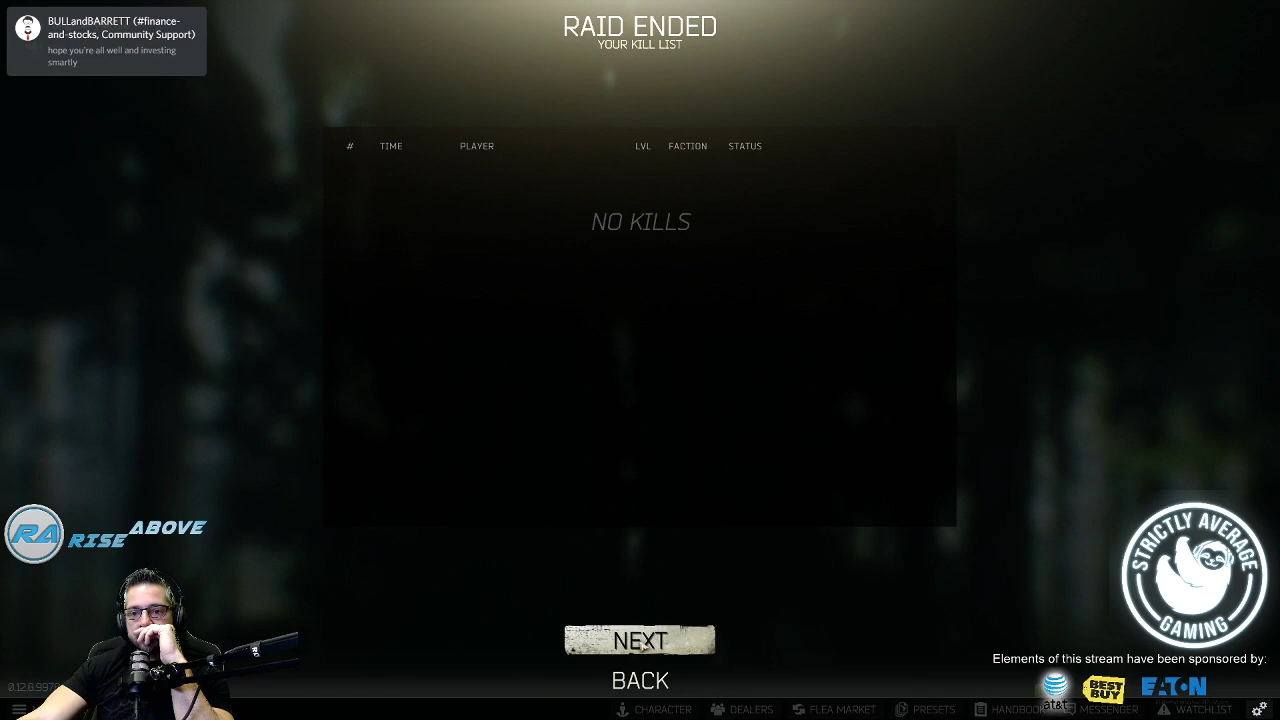 BULLandBARRETT (#finance-
and-stocks, Community Support)
hope you're all well and investing
smartly
RAID ENDED
YOUR KILL LIST
# TIME PLAYER LVL FACTION STATUS
NO KILLS
RA RISE ABOVE
STRICTLY AVERAGE
GAMING
NEXT
BACK
Elements of this stream have been sponsored by:
at&t BEST BUY EATON
CHARACTER DEALERS FLEA MARKET PRESETS HANDBOOK MESSENGER WATCHLIST